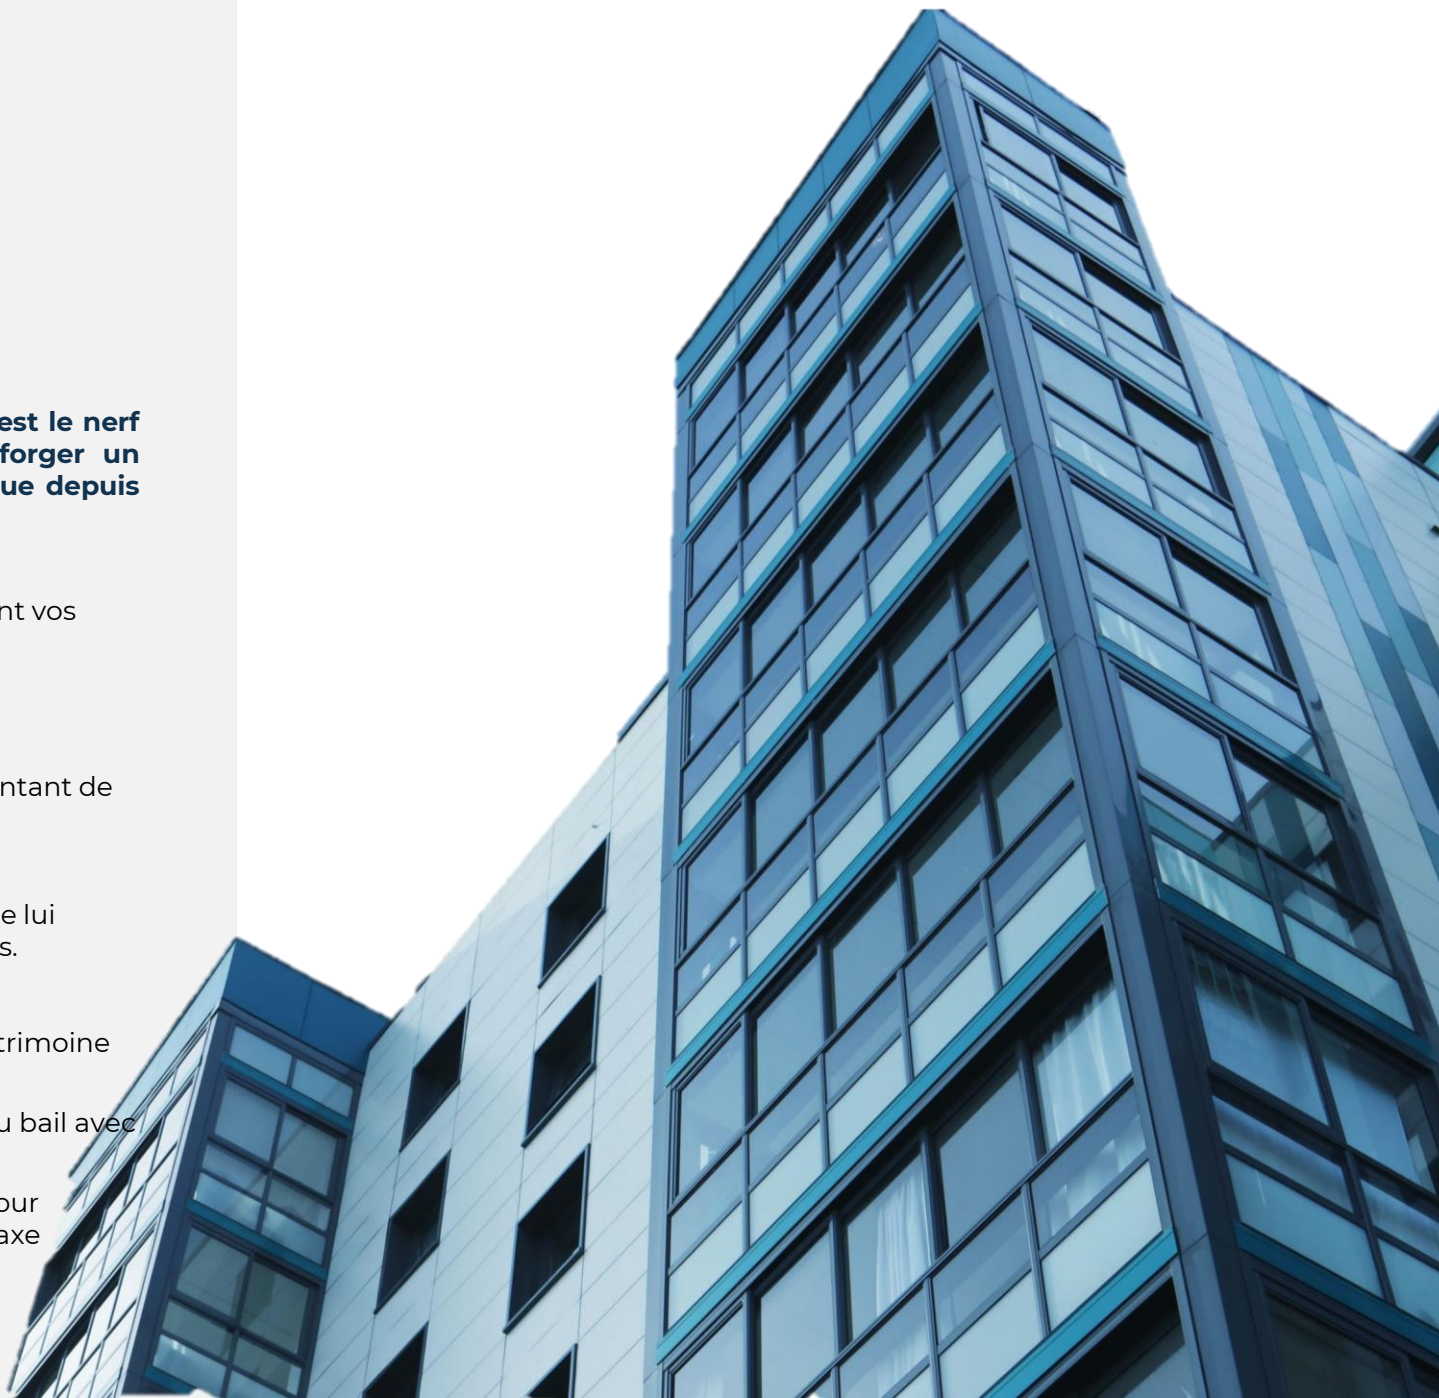 est le nerf
forger un
ue depuis
nt vos
ntant de
e lui
s.
trimoine
u bail avec
our
axe